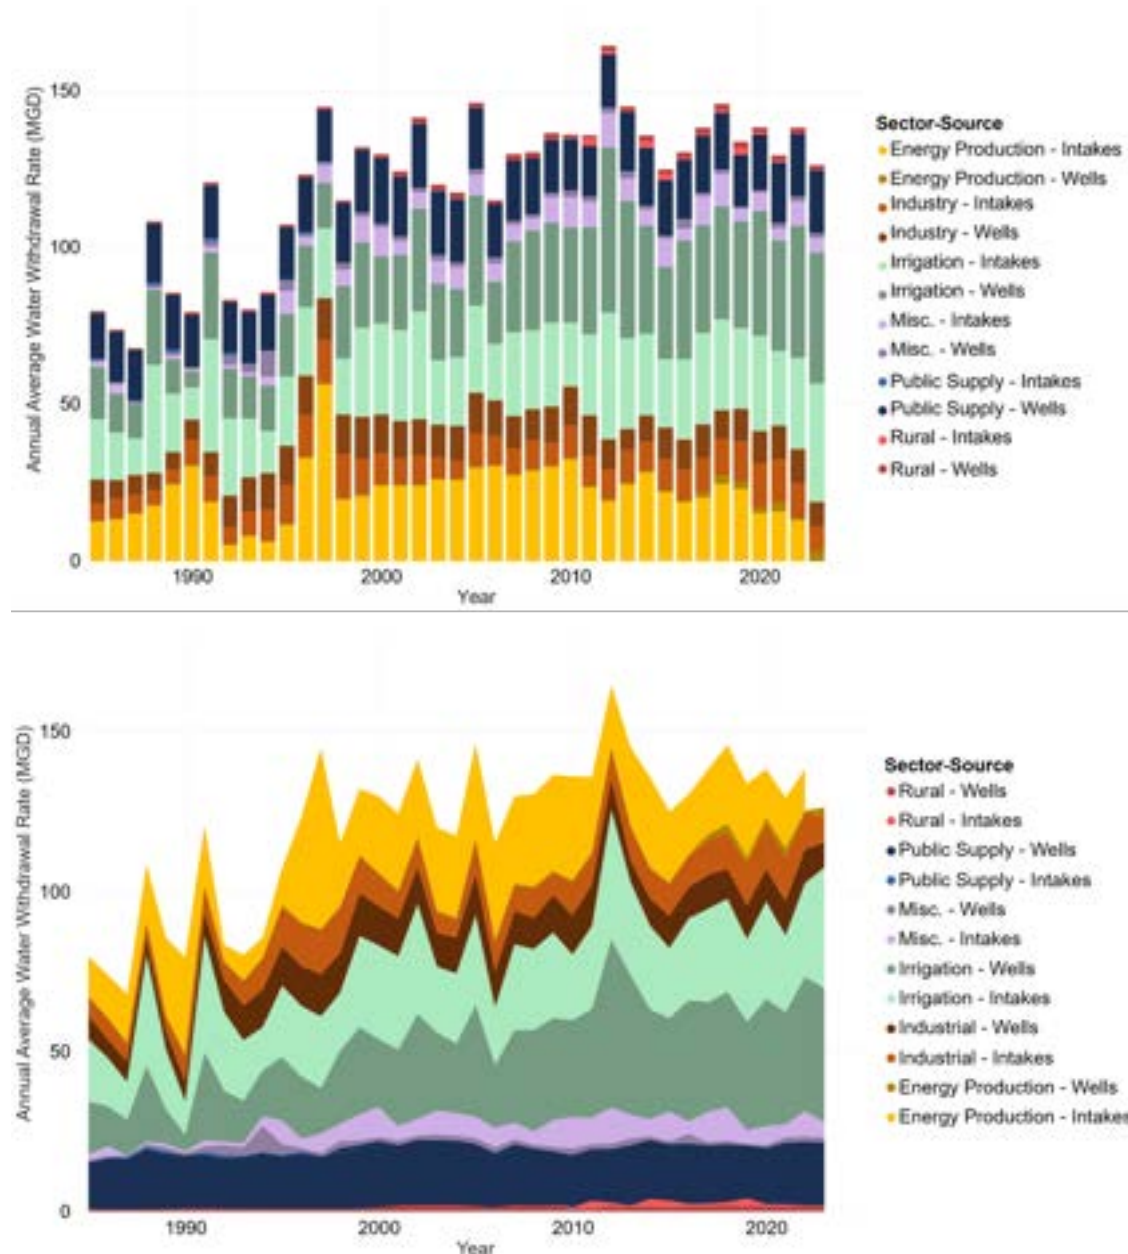 Annual Average Water Withdrawal Rate (MGD)
150
100
50
0
1990
2000
2010
2020
Year
Sector-Source
Energy Production - Intakes
Energy Production - Wells
Industry - Intakes
Industry - Wells
Irrigation - Intakes
Irrigation - Wells
Misc. - Intakes
Misc. - Wells
Public Supply - Intakes
Public Supply - Wells
Rural - Intakes
Rural - Wells
Annual Average Water Withdrawal Rate (MGD)
150
100
50
0
1990
2000
2010
2020
Year
Sector-Source
Rural - Wells
Rural - Intakes
Public Supply - Wells
Public Supply - Intakes
Misc. - Wells
Misc. - Intakes
Irrigation - Wells
Irrigation - Intakes
Industrial - Wells
Industrial - Intakes
Energy Production - Wells
Energy Production - Intakes